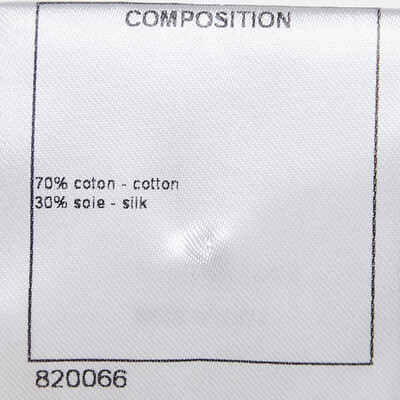 COMPOSITION
70% coton - cotton
30% soie - silk
820066